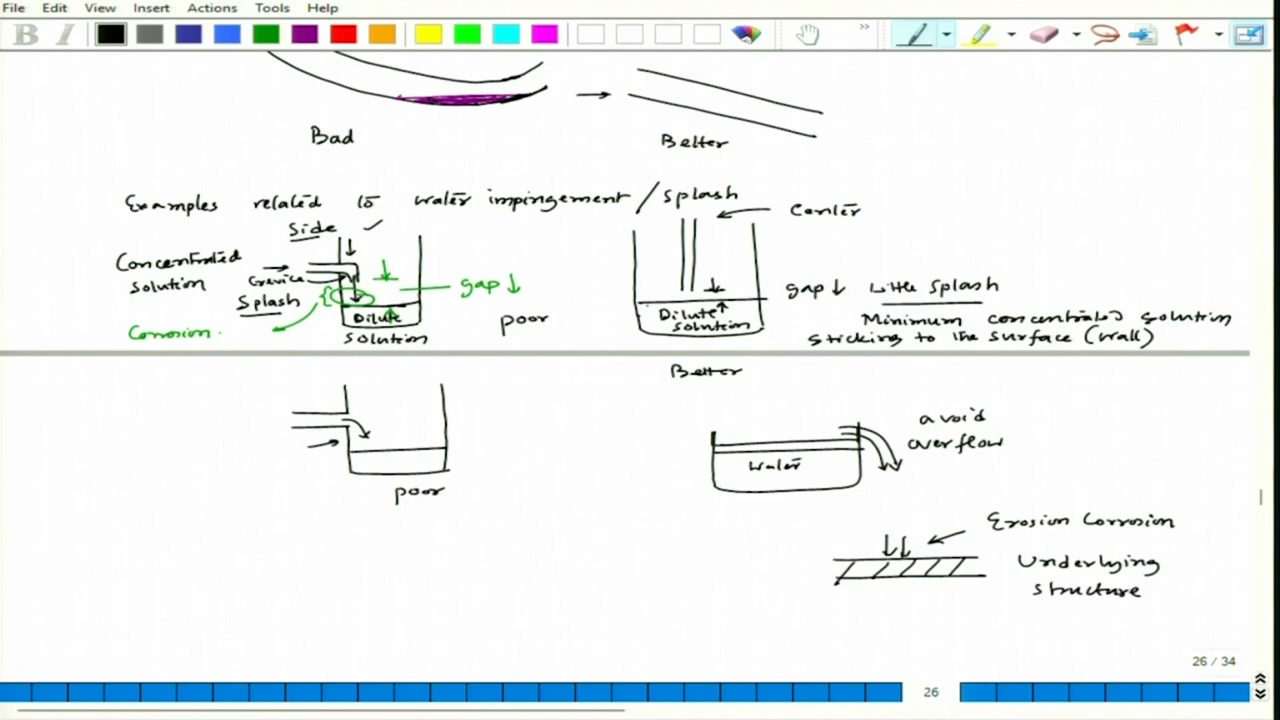 File Edit View Insert Actions Tools Help
B I
Bad
Better
Examples related to water impingement / Splash
Side
Center
Concentrated
solution
Crevice
Splash
Corrosion.
gap ↓
Dilute
solution
poor
Dilute
solution
gap ↓ little splash
Minimum concentrated solution
sticking to the surface (wall)
Better
poor
water
avoid
overflow
Erosion Corrosion
Underlying
structure
26 / 34
26